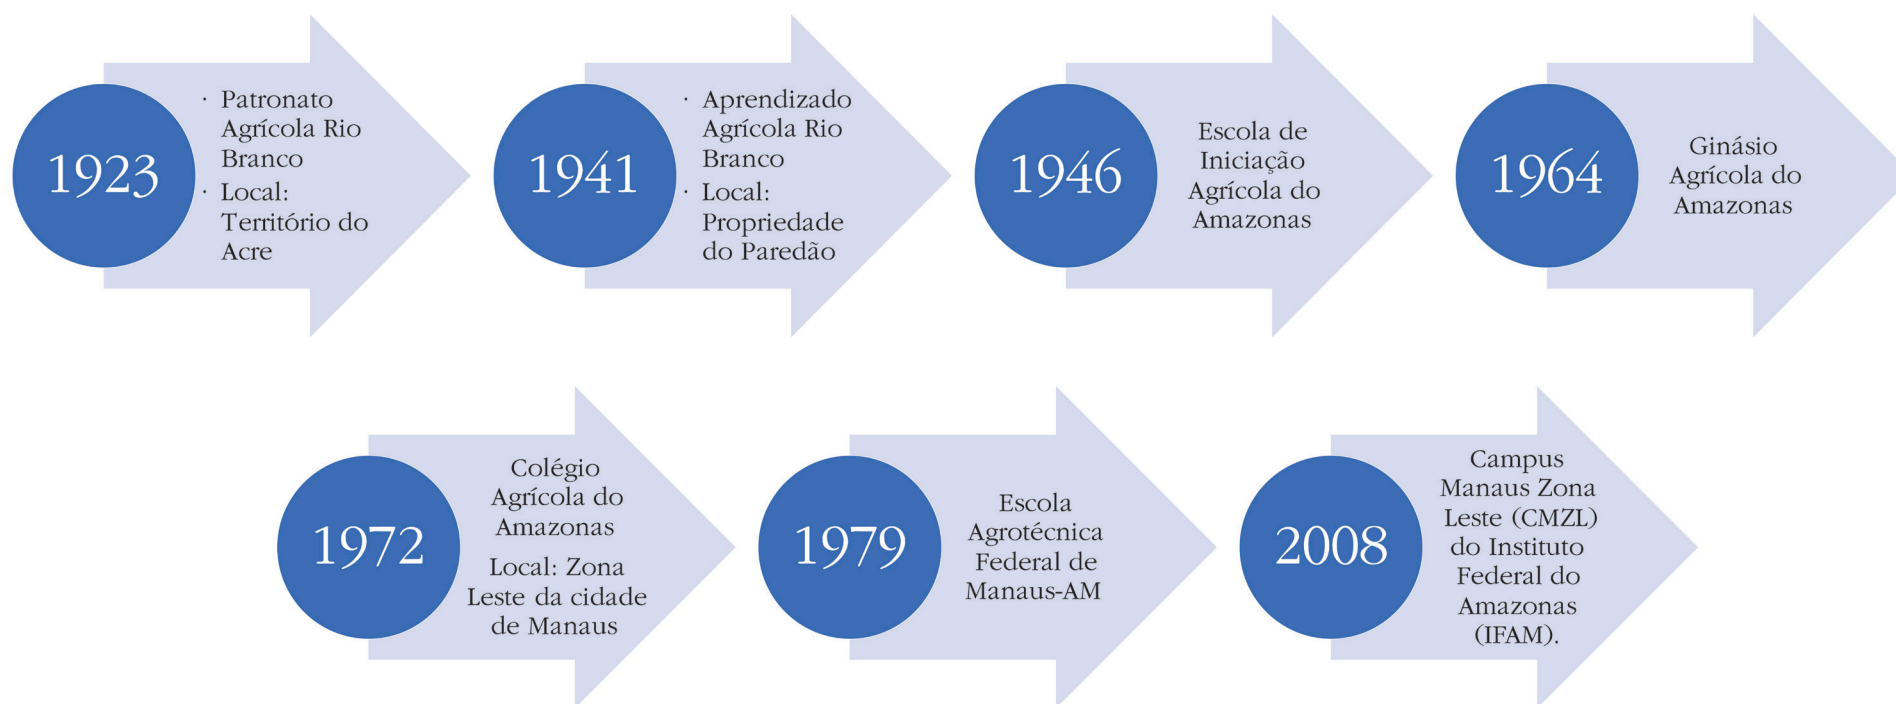 1923
· Patronato
Agrícola Rio
Branco
· Local:
Território do
Acre
1941
· Aprendizado
Agrícola Rio
Branco
· Local:
Propriedade
do Paredão
1946
Escola de
Iniciação
Agrícola do
Amazonas
1964
Ginásio
Agrícola do
Amazonas
1972
Colégio
Agrícola do
Amazonas
Local: Zona
Leste da cidade
de Manaus
1979
Escola
Agrotécnica
Federal de
Manaus-AM
2008
Campus
Manaus Zona
Leste (CMZL)
do Instituto
Federal do
Amazonas
(IFAM).